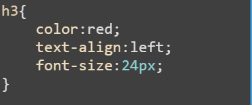 h3{
    color:red;
    text-align:left;
    font-size:24px;
}